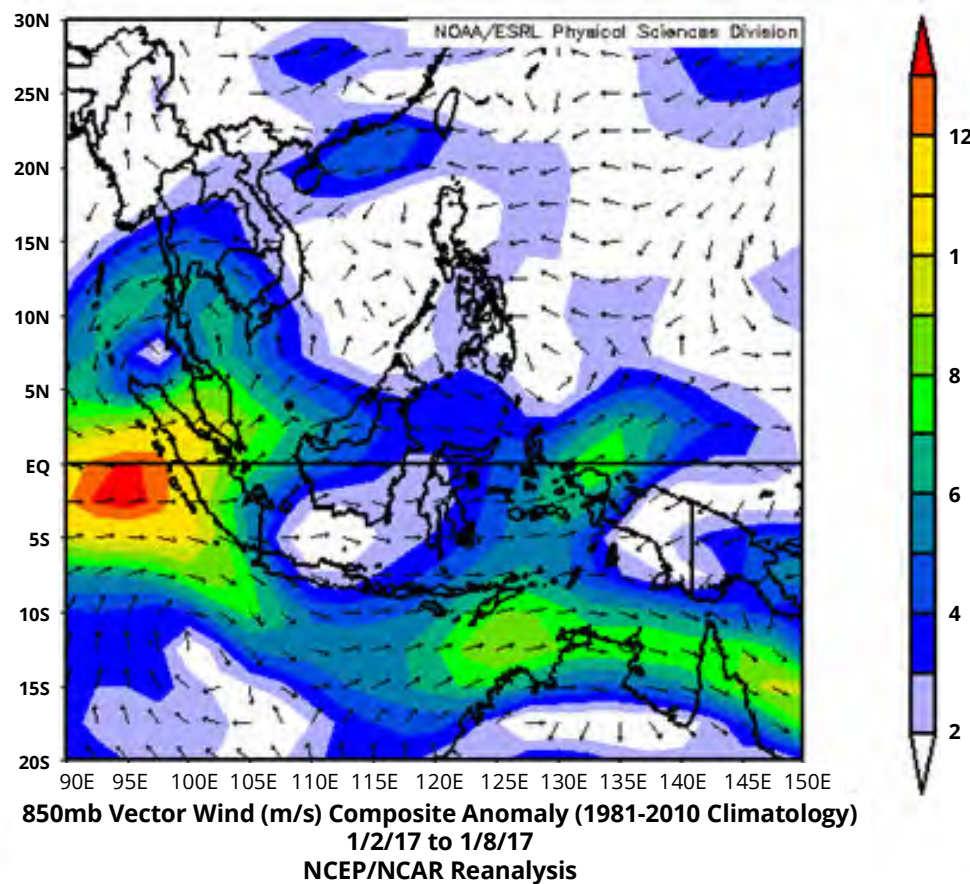 30N
NOAA/ESRL Physical Sciences Division
25N
20N
15N
10N
5N
EQ
5S
10S
15S
20S
90E 95E 100E 105E 110E 115E 120E 125E 130E 135E 140E 145E 150E
12
1
8
6
4
2
850mb Vector Wind (m/s) Composite Anomaly (1981-2010 Climatology)
1/2/17 to 1/8/17
NCEP/NCAR Reanalysis